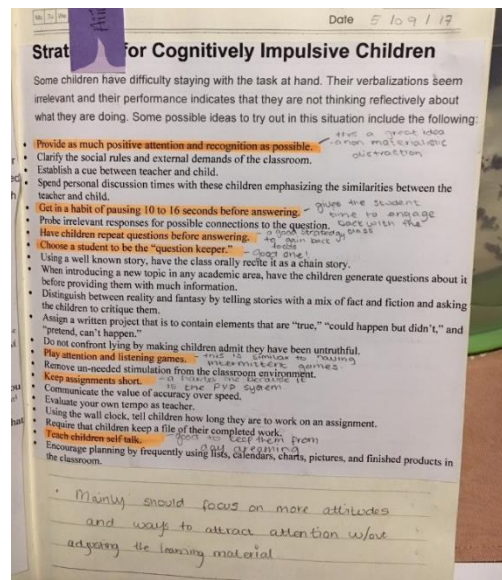 Date 5/09/17
Strat for Cognitively Impulsive Children
Some children have difficulty staying with the task at hand. Their verbalizations seem
irrelevant and their performance indicates that they are not thinking reflectively about
what they are doing. Some possible ideas to try out in this situation include the following:
Provide as much positive attention and recognition as possible. - this a great idea
a non materialistic
Clarify the social rules and external demands of the classroom. distraction
Establish a cue between teacher and child.
Spend personal discussion times with these children emphasizing the similarities between the
teacher and child.
Get in a habit of pausing 10 to 16 seconds before answering. - gives the student
time to engage
Probe irrelevant responses for possible connections to the question. back with the
class
Have children repeat questions before answering. - a good strategy
to gain back
focus
Choose a student to be the "question keeper." - good one!
Using a well known story, have the class orally recite it as a chain story.
When introducing a new topic in any academic area, have the children generate questions about it
before providing them with much information.
Distinguish between reality and fantasy by telling stories with a mix of fact and fiction and asking
the children to critique them.
Assign a written project that is to contain elements that are "true," "could happen but didn't," and
"pretend, can't happen."
Do not confront lying by making children admit they have been untruthful.
Play attention and listening games. - this is similar to having
intermittent games.
Remove un-needed stimulation from the classroom environment.
Keep assignments short. - a because it
is the PYP system
Communicate the value of accuracy over speed.
Evaluate your own tempo as teacher.
Using the wall clock, tell children how long they are to work on an assignment.
Require that children keep a file of their completed work.
Teach children self talk. - good to keep them from
day dreaming
Encourage planning by frequently using lists, calendars, charts, pictures, and finished products in
the classroom.
Mainly should focus on more attitudes
and ways to attract attention w/out
adjusting the learning material